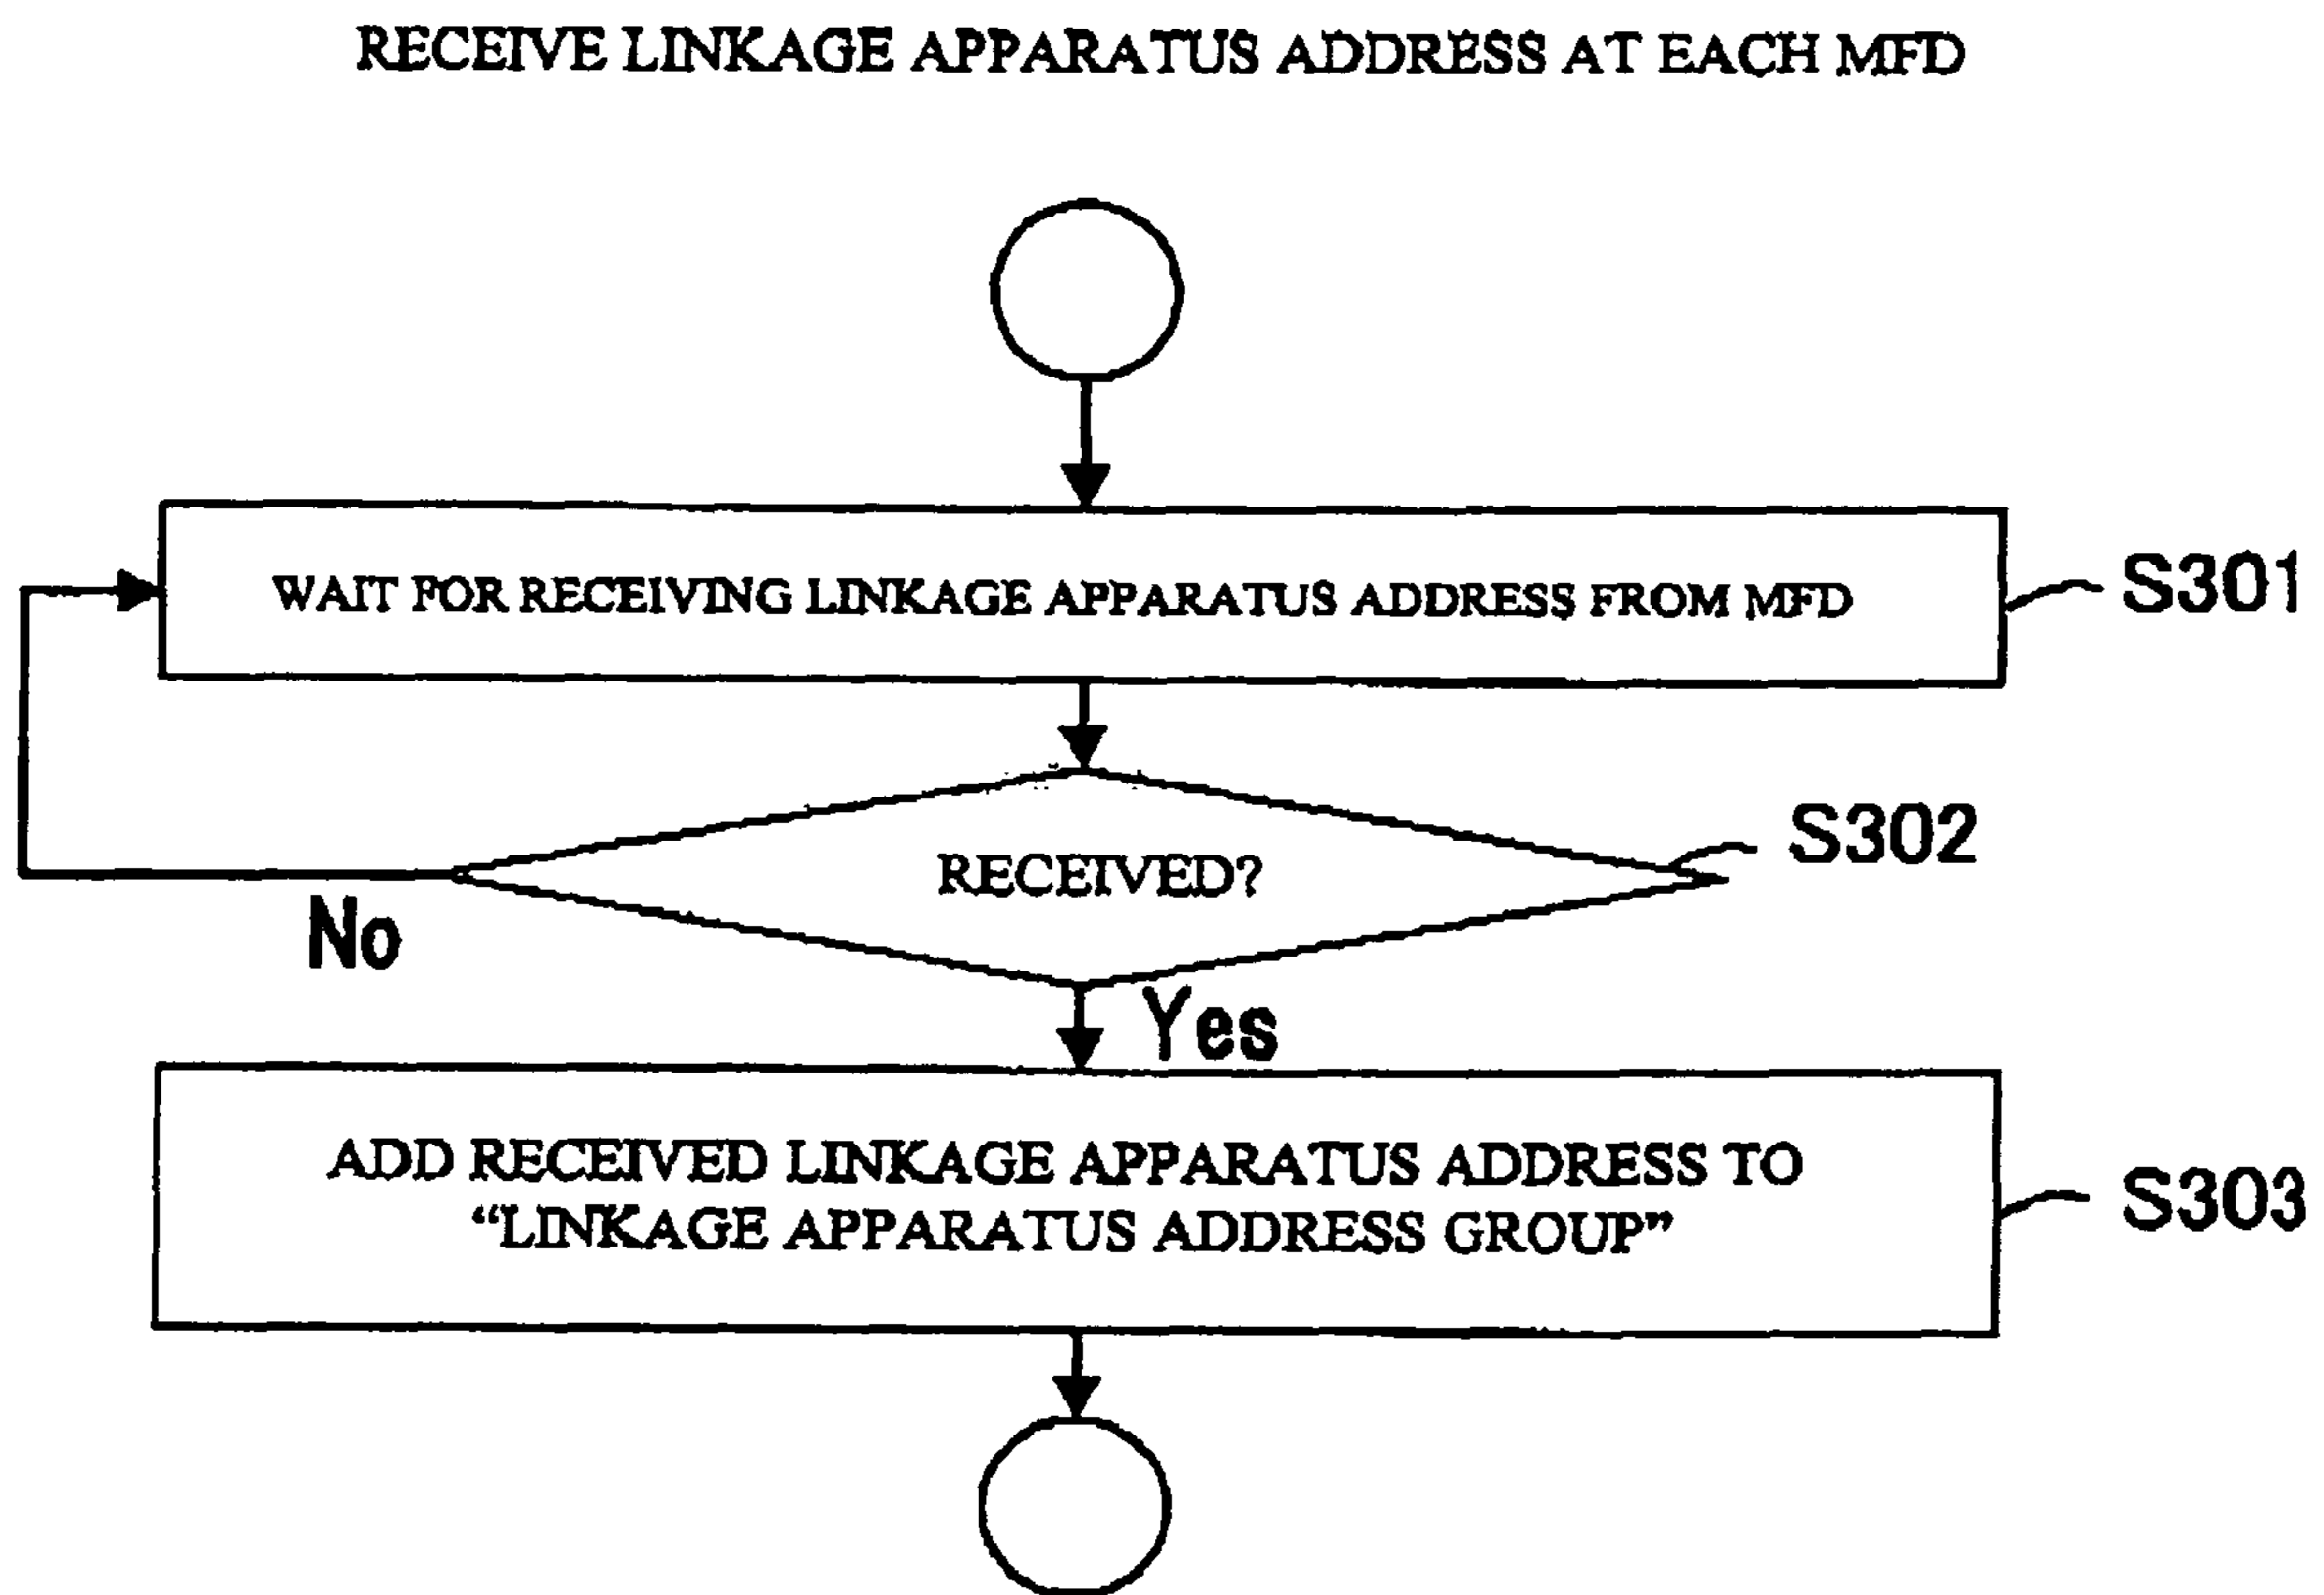 RECEIVE LINKAGE APPARATUS ADDRESS AT EACH MFD
WAIT FOR RECEIVING LINKAGE APPARATUS ADDRESS FROM MFD
S301
RECEIVED?
S302
No
Yes
ADD RECEIVED LINKAGE APPARATUS ADDRESS TO
“LINKAGE APPARATUS ADDRESS GROUP”
S303